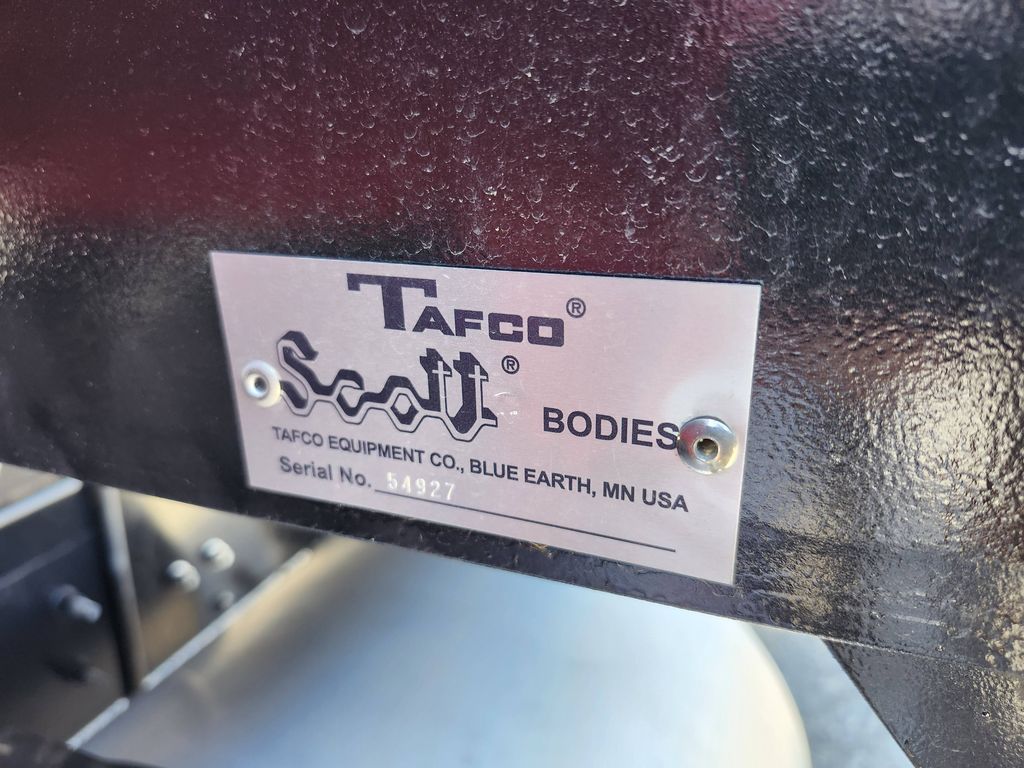 TAFCO®
Scott® BODIES
TAFCO EQUIPMENT CO., BLUE EARTH, MN USA
Serial No. 54927